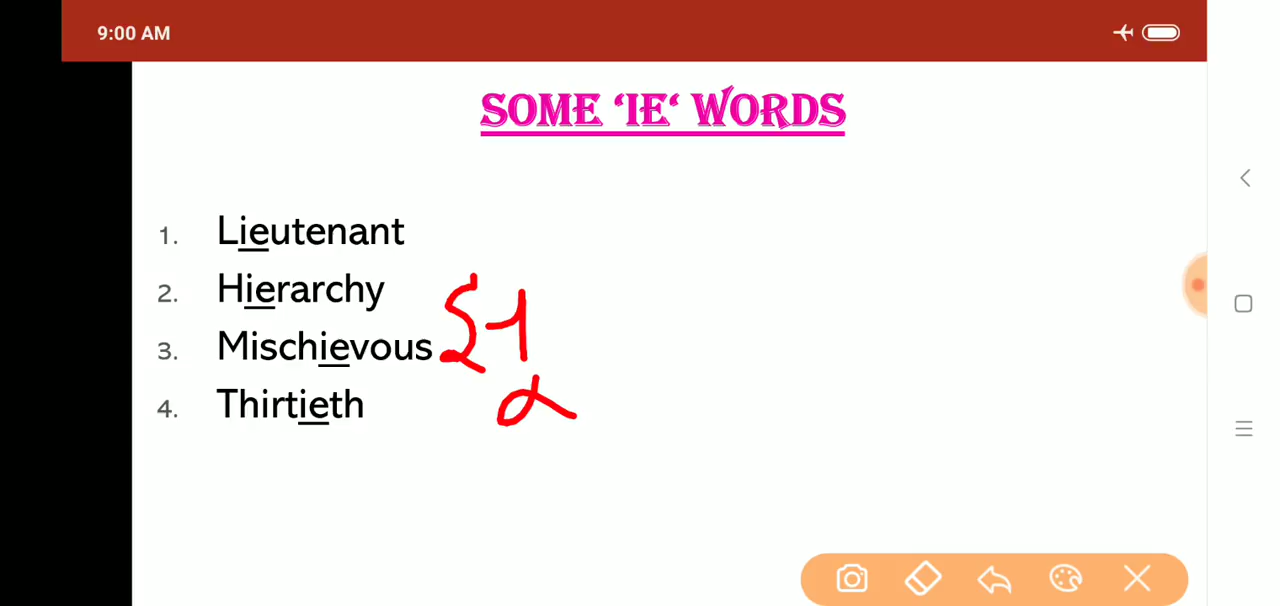 9:00 AM
SOME ‘IE‘ WORDS
1. Lieutenant
2. Hierarchy
3. Mischievous
4. Thirtieth